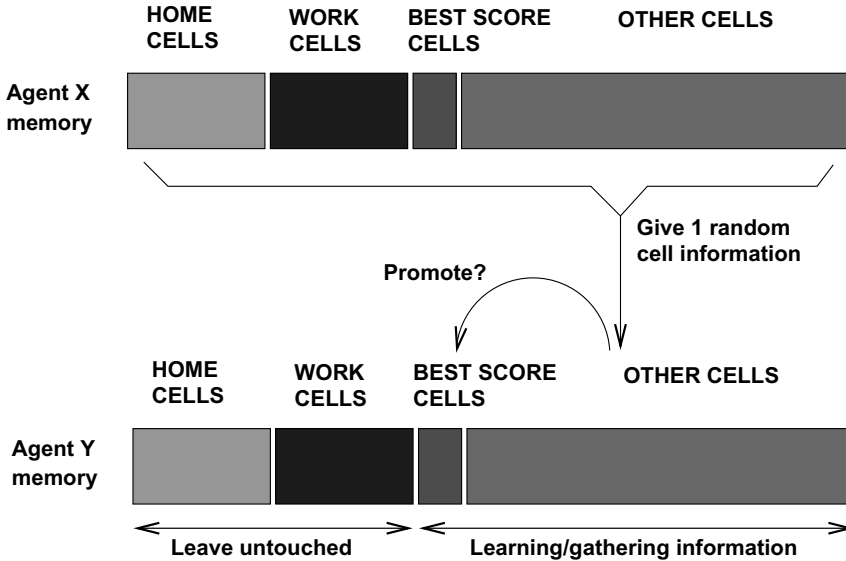 HOME
CELLS
WORK
CELLS
BEST SCORE
CELLS
OTHER CELLS
Agent X
memory
Give 1 random
cell information
Promote?
HOME
CELLS
WORK
CELLS
BEST SCORE
CELLS
OTHER CELLS
Agent Y
memory
Leave untouched
Learning/gathering information